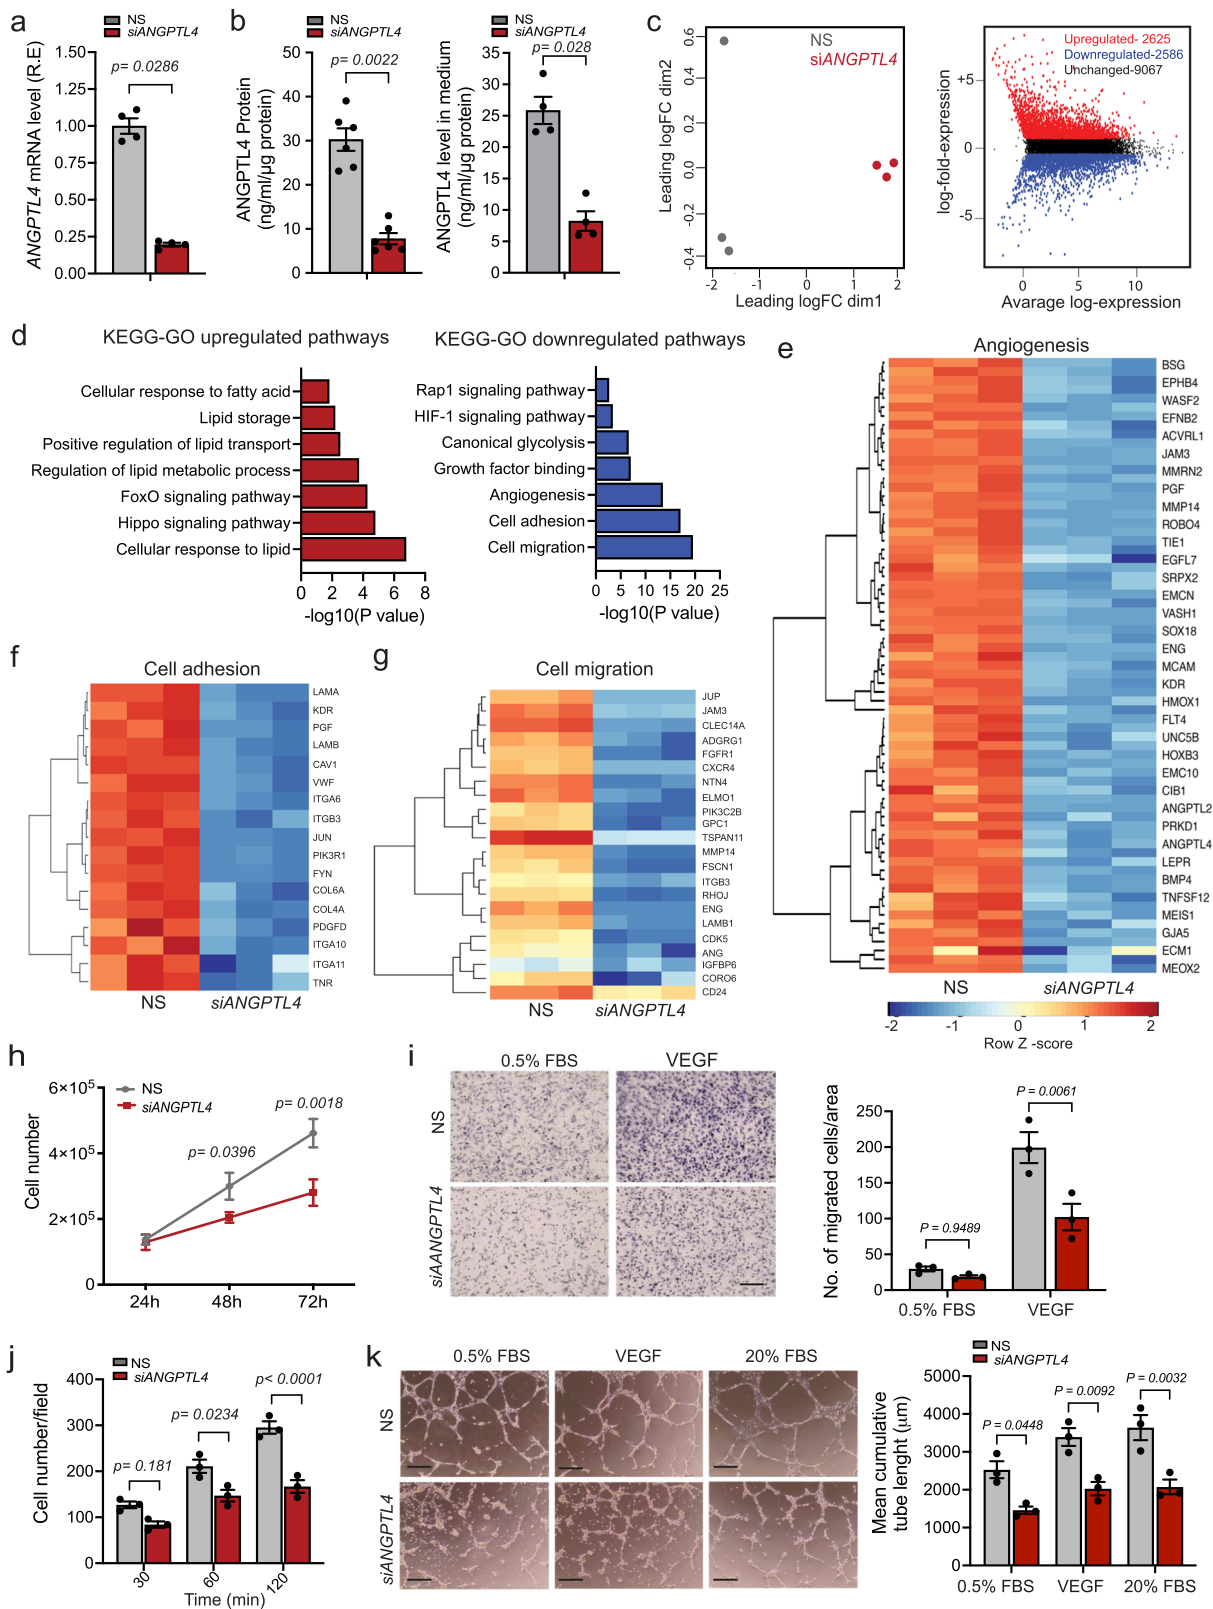 a
NS
siANGPTL4
p= 0.0286
ANGPTL4 mRNA level (R.E)
1.50
1.25
1.00
0.75
0.50
0.25
0.00
b
NS
siANGPTL4
p= 0.0022
ANGPTL4 Protein
(ng/ml/µg protein)
50
40
30
20
10
0
NS
siANGPTL4
p= 0.028
ANGPTL4 level in medium
(ng/ml/µg protein)
35
30
25
20
15
10
5
0
c
NS
siANGPTL4
Leading logFC dim2
0.6
0.4
0.2
0.0
-0.2
-0.4
-2
-1
0
1
2
Leading logFC dim1
Upregulated- 2625
Downregulated-2586
Unchanged-9067
log-fold-expression
+5
0
-5
0
5
10
Avarage log-expression
d
KEGG-GO upregulated pathways
Cellular response to fatty acid
Lipid storage
Positive regulation of lipid transport
Regulation of lipid metabolic process
FoxO signaling pathway
Hippo signaling pathway
Cellular response to lipid
0 2 4 6 8
-log10(P value)
KEGG-GO downregulated pathways
Rap1 signaling pathway
HIF-1 signaling pathway
Canonical glycolysis
Growth factor binding
Angiogenesis
Cell adhesion
Cell migration
0 5 10 15 20 25
-log10(P value)
e
Angiogenesis
BSG
EPHB4
WASF2
EFNB2
ACVRL1
JAM3
MMRN2
PGF
MMP14
ROBO4
TIE1
EGFL7
SRPX2
EMCN
VASH1
SOX18
ENG
MCAM
KDR
HMOX1
FLT4
UNC5B
HOXB3
EMC10
CIB1
ANGPTL2
PRKD1
ANGPTL4
LEPR
BMP4
TNFSF12
MEIS1
GJA5
ECM1
MEOX2
NS
siANGPTL4
-2 -1 0 1 2
Row Z -score
f
Cell adhesion
LAMA
KDR
PGF
LAMB
CAV1
VWF
ITGA6
ITGB3
JUN
PIK3R1
FYN
COL6A
COL4A
PDGFD
ITGA10
ITGA11
TNR
NS
siANGPTL4
g
Cell migration
JUP
JAM3
CLEC14A
ADGRG1
FGFR1
CXCR4
NTN4
ELMO1
PIK3C2B
GPC1
TSPAN11
MMP14
FSCN1
ITGB3
RHOJ
ENG
LAMB1
CDK5
ANG
IGFBP6
CORO6
CD24
NS
siANGPTL4
h
NS
siANGPTL4
p= 0.0018
p= 0.0396
Cell number
6×10⁵
4×10⁵
2×10⁵
0
24h
48h
72h
i
0.5% FBS
VEGF
NS
siAANGPTL4
No. of migrated cells/area
250
200
150
100
50
0
P = 0.0061
P = 0.9489
0.5% FBS
VEGF
j
NS
siANGPTL4
p< 0.0001
p= 0.0234
p= 0.181
Cell number/field
400
300
200
100
0
30
60
120
Time (min)
k
0.5% FBS
VEGF
20% FBS
NS
siANGPTL4
NS
siANGPTL4
Mean cumulative
tube lenght (µm)
5000
4000
3000
2000
1000
0
P = 0.0448
P = 0.0092
P = 0.0032
0.5% FBS
VEGF
20% FBS